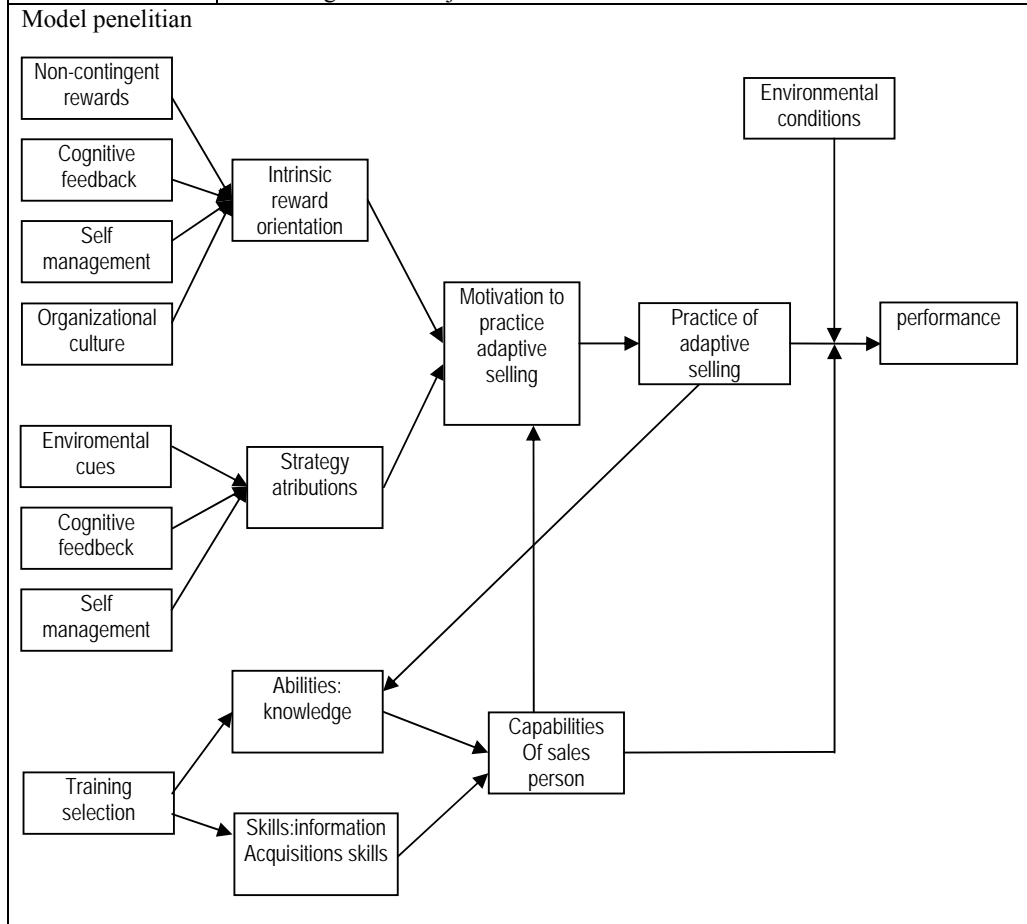 Model penelitian
Non-contingent
rewards
Cognitive
feedback
Self
management
Organizational
culture
Intrinsic
reward
orientation
Environmental
conditions
Motivation to
practice
adaptive
selling
Practice of
adaptive
selling
performance
Enviromental
cues
Cognitive
feedbeck
Self
management
Strategy
atributions
Abilities:
knowledge
Training
selection
Skills:information
Acquisitions skills
Capabilities
Of sales
person